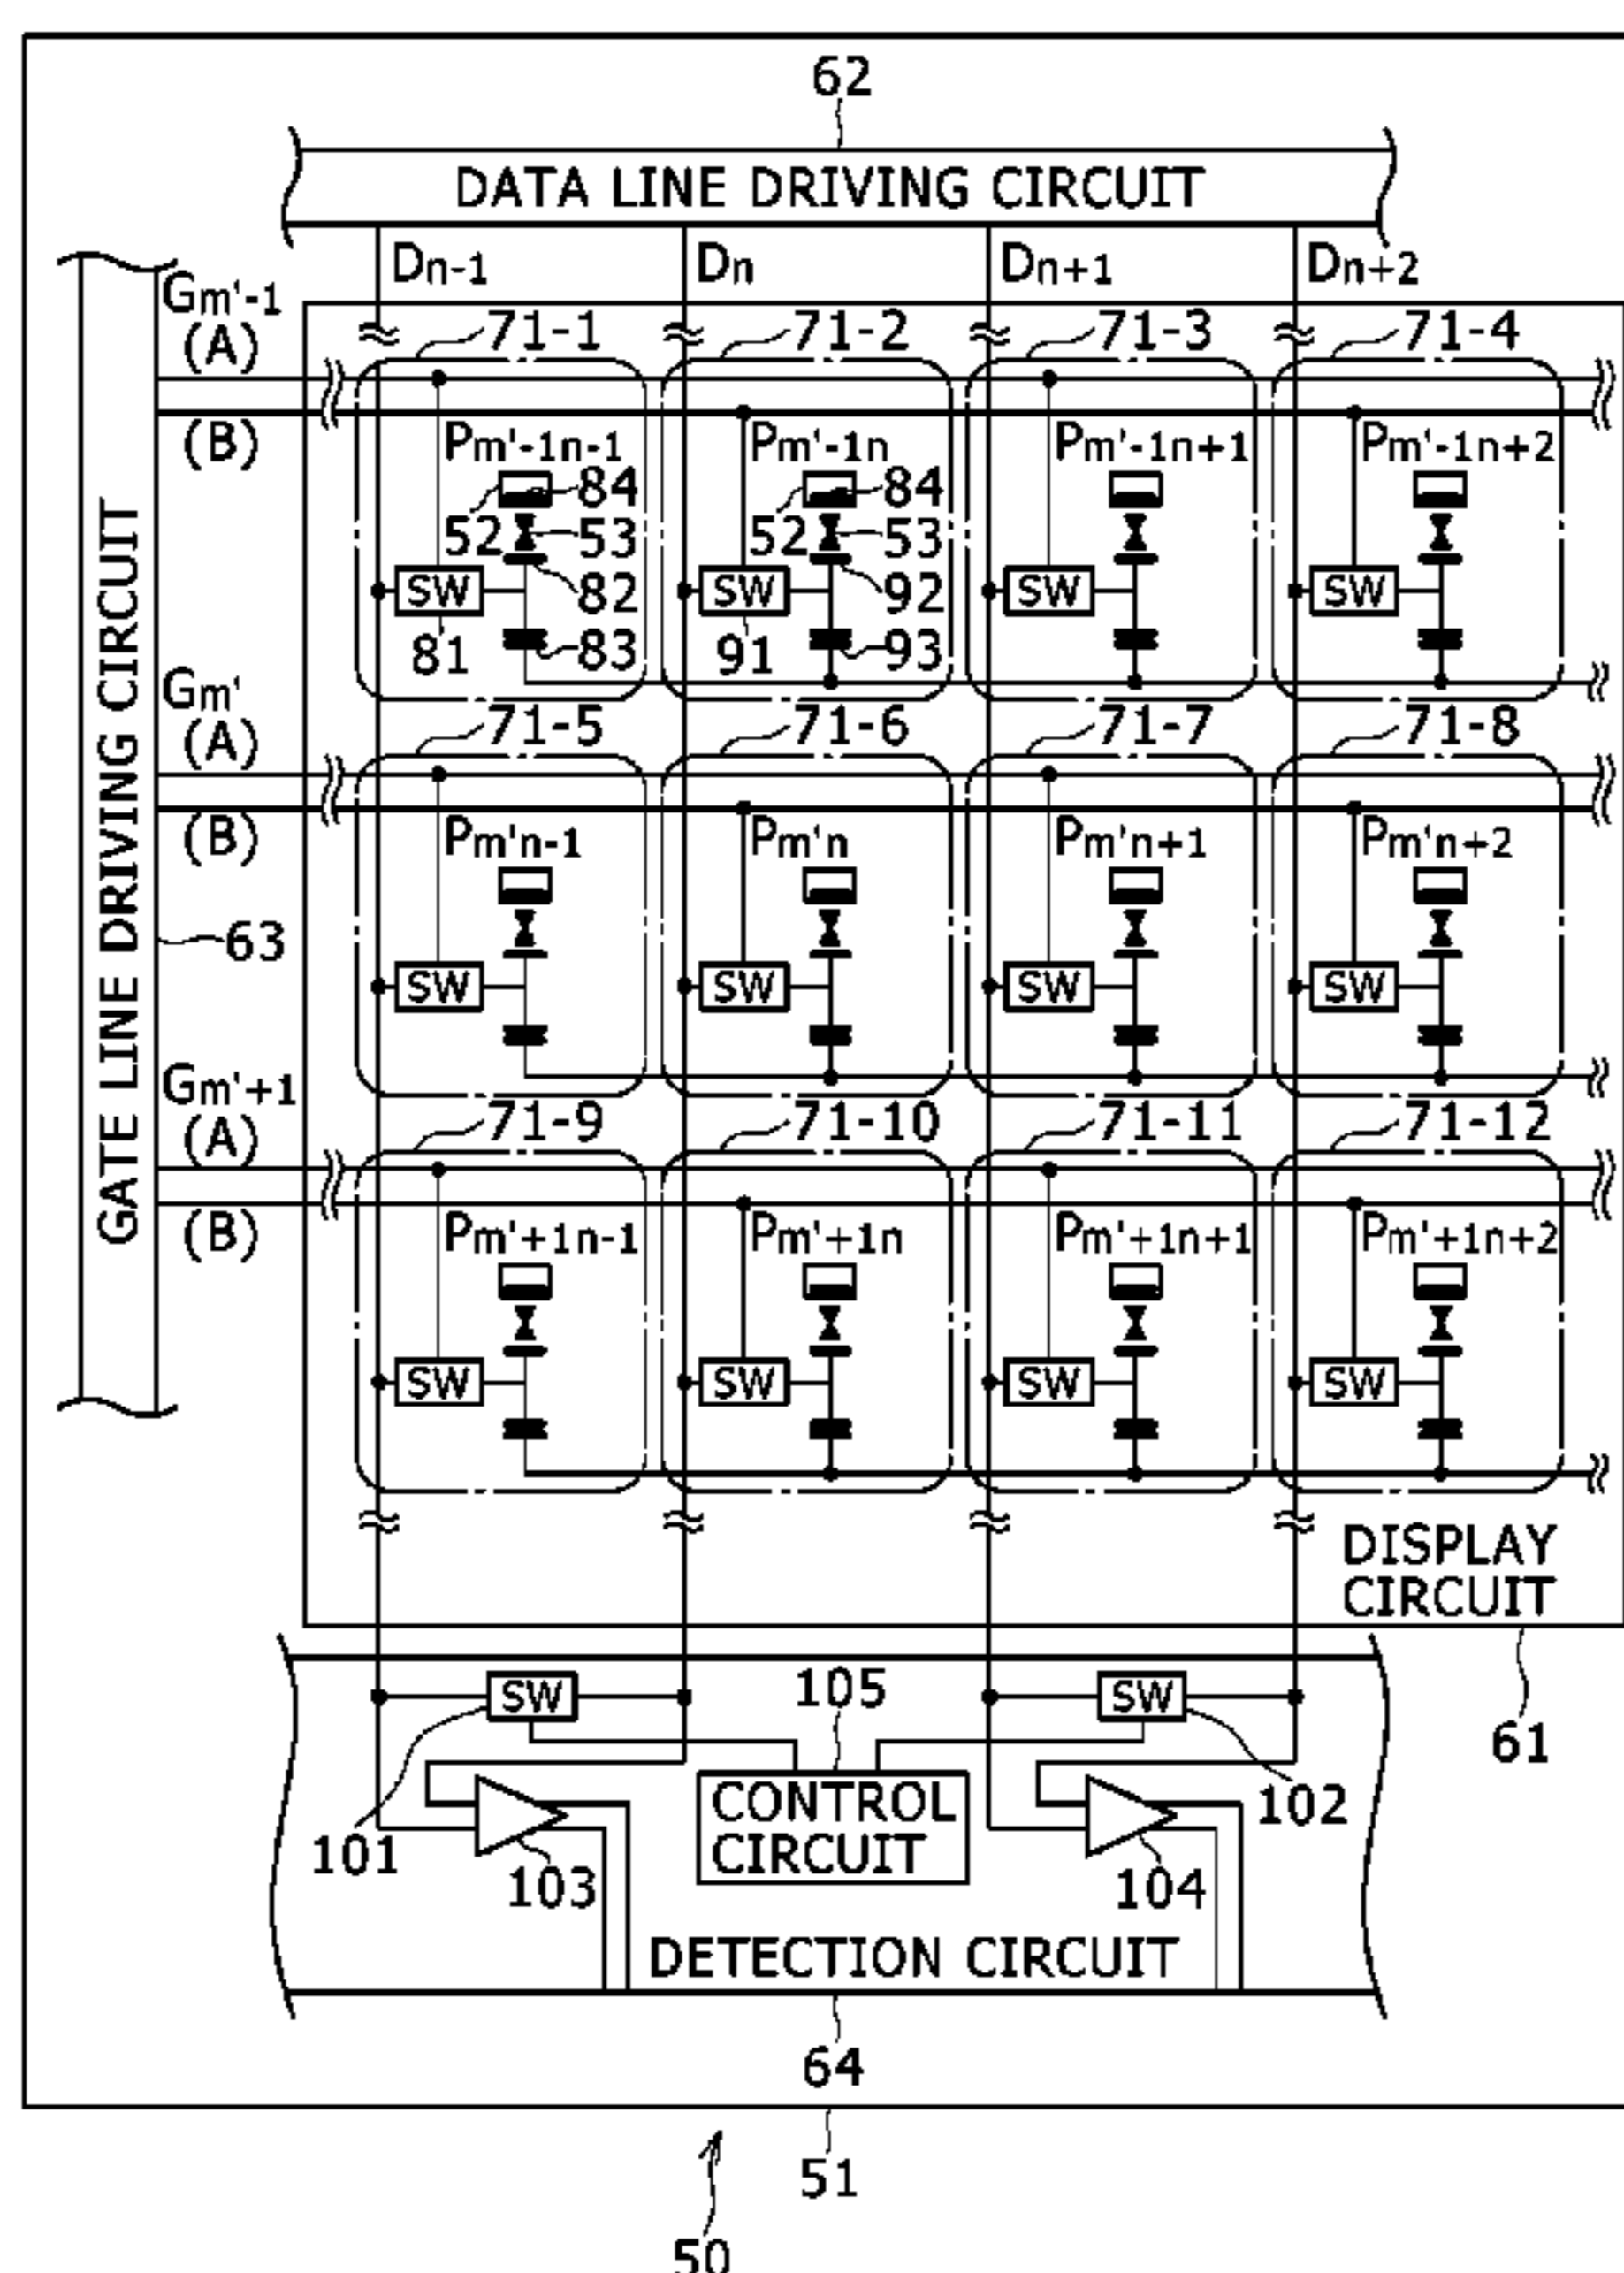 62
DATA LINE DRIVING CIRCUIT
Dn-1 Dn Dn+1 Dn+2
Gm'-1
(A)
71-1 71-2 71-3 71-4
(B)
Pm'-1n-1 Pm'-1n Pm'-1n+1 Pm'-1n+2
84 84
52 53 52 53
SW 82 SW 92 SW SW
81 83 91 93
GATE LINE DRIVING CIRCUIT
63
Gm'
(A)
71-5 71-6 71-7 71-8
(B)
Pm'n-1 Pm'n Pm'n+1 Pm'n+2
SW SW SW SW
Gm'+1
(A)
71-9 71-10 71-11 71-12
(B)
Pm'+1n-1 Pm'+1n Pm'+1n+1 Pm'+1n+2
SW SW SW SW
DISPLAY
CIRCUIT
61
SW 105 SW
101 103
CONTROL
CIRCUIT
102
104
DETECTION CIRCUIT
64
51
50